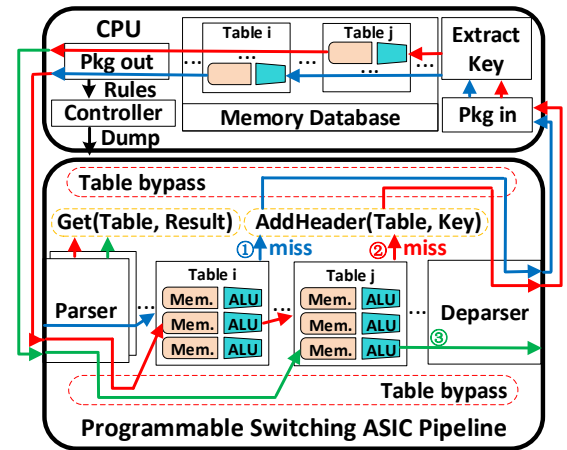 CPU
Table i
Table j
Extract
Key
Pkg out
...
...
...
...
...
Rules
Controller
Memory Database
Pkg in
Dump
Table bypass
Get(Table, Result)
AddHeader(Table, Key)
① miss
② miss
Table i
Table j
Parser
...
Mem. ALU
Mem. ALU
Mem. ALU
...
Mem. ALU
Mem. ALU
Mem. ALU
...
Deparser
③
Table bypass
Programmable Switching ASIC Pipeline